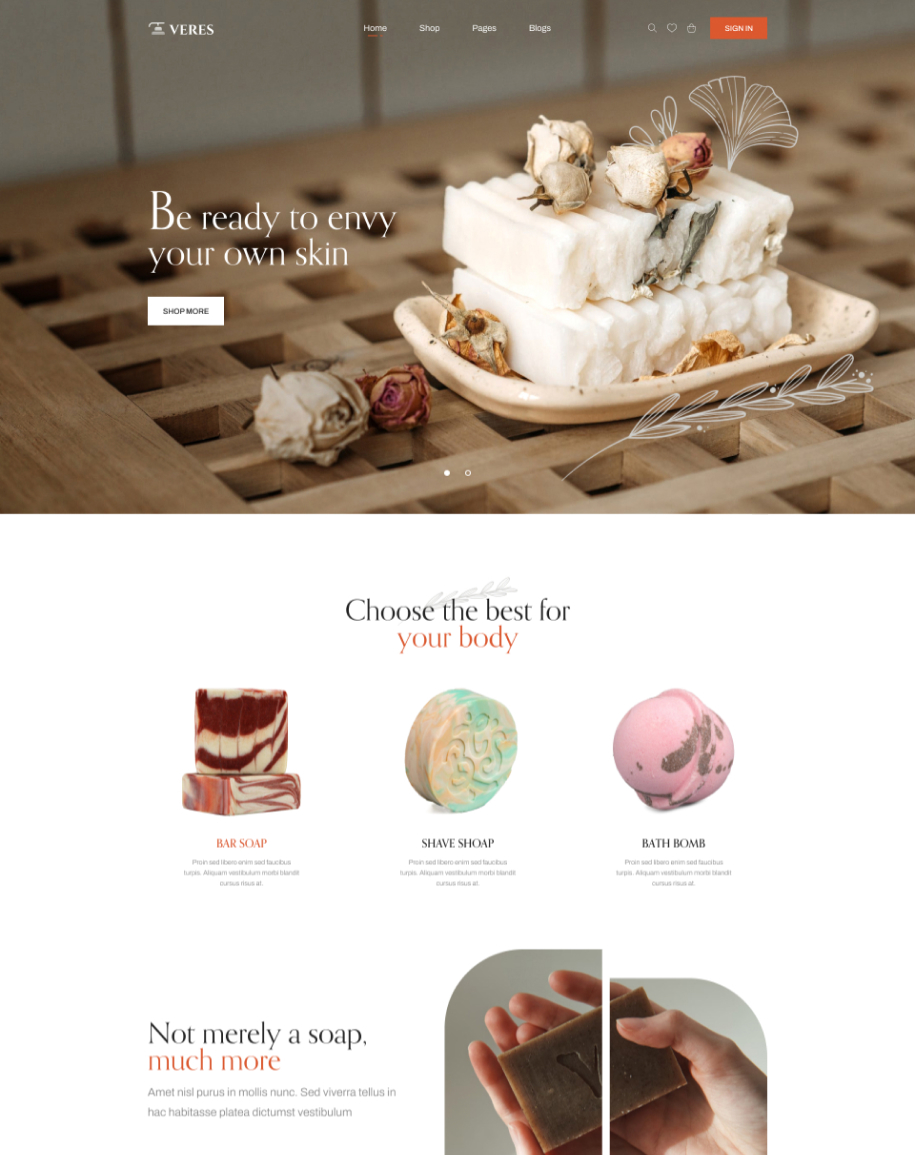 VERES
Home Shop Pages Blogs
SIGN IN
Be ready to envy
your own skin
SHOP MORE
Choose the best for
your body
BAR SOAP
Proin sed libero enim sed faucibus
turpis. Aliquam vestibulum morbi blandit
cursus risus at.
SHAVE SHOAP
Proin sed libero enim sed faucibus
turpis. Aliquam vestibulum morbi blandit
cursus risus at.
BATH BOMB
Proin sed libero enim sed faucibus
turpis. Aliquam vestibulum morbi blandit
cursus risus at.
Not merely a soap,
much more
Amet nisl purus in mollis nunc. Sed viverra tellus in
hac habitasse platea dictumst vestibulum